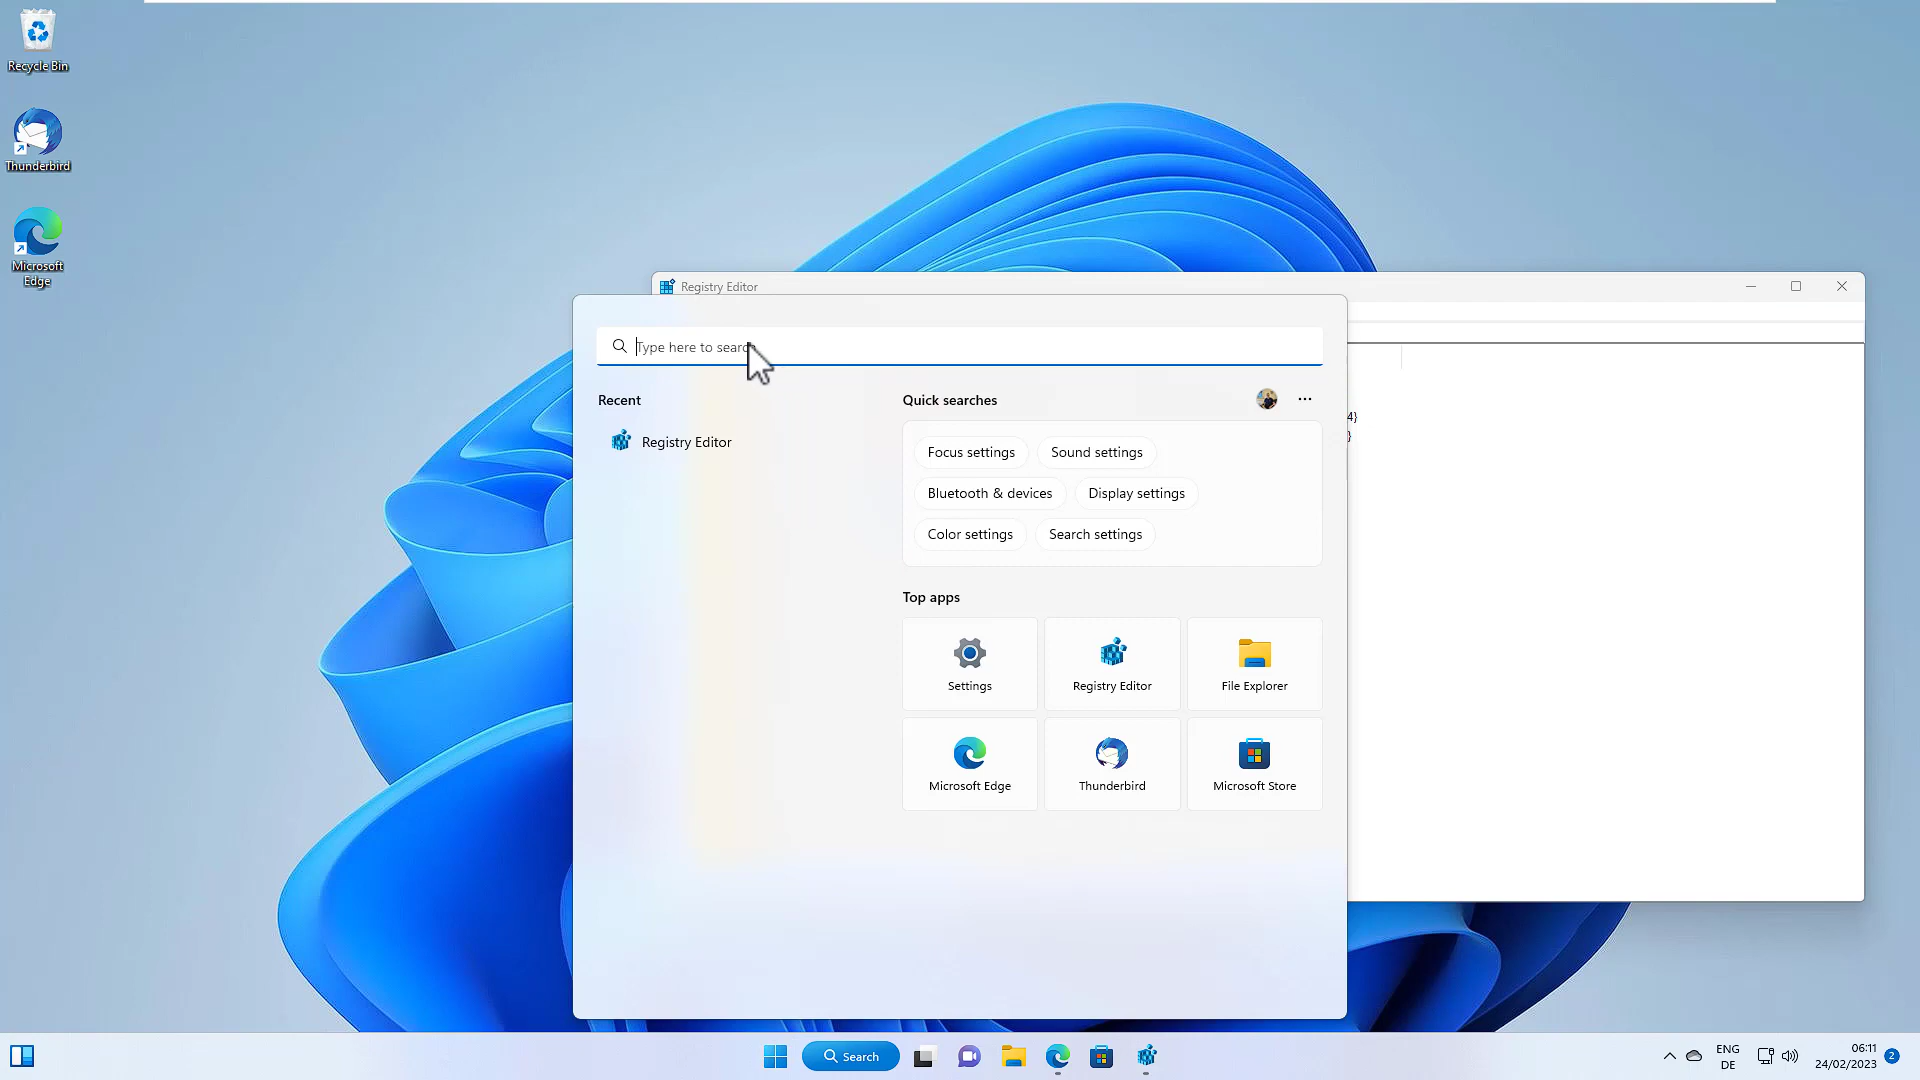 Recycle Bin
Thunderbird
Microsoft
Edge
Registry Editor
Type here to search
Recent
Registry Editor
Quick searches
Focus settings
Sound settings
Bluetooth & devices
Display settings
Color settings
Search settings
4}
}
Top apps
Settings
Registry Editor
File Explorer
Microsoft Edge
Thunderbird
Microsoft Store
Search
ENG
DE
06:11
24/02/2023
2